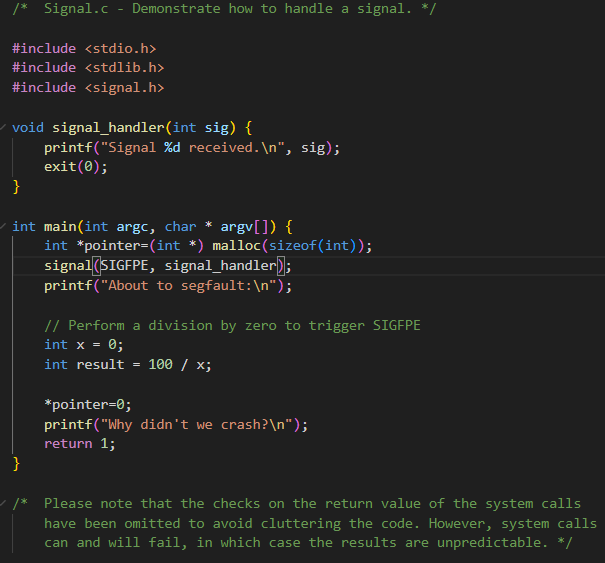 /*  Signal.c - Demonstrate how to handle a signal. */

#include <stdio.h>
#include <stdlib.h>
#include <signal.h>

void signal_handler(int sig) {
    printf("Signal %d received.\n", sig);
    exit(0);
}

int main(int argc, char * argv[]) {
    int *pointer=(int *) malloc(sizeof(int));
    signal(SIGFPE, signal_handler);
    printf("About to segfault:\n");

    // Perform a division by zero to trigger SIGFPE
    int x = 0;
    int result = 100 / x;

    *pointer=0;
    printf("Why didn't we crash?\n");
    return 1;
}

/*  Please note that the checks on the return value of the system calls
    have been omitted to avoid cluttering the code. However, system calls
    can and will fail, in which case the results are unpredictable. */